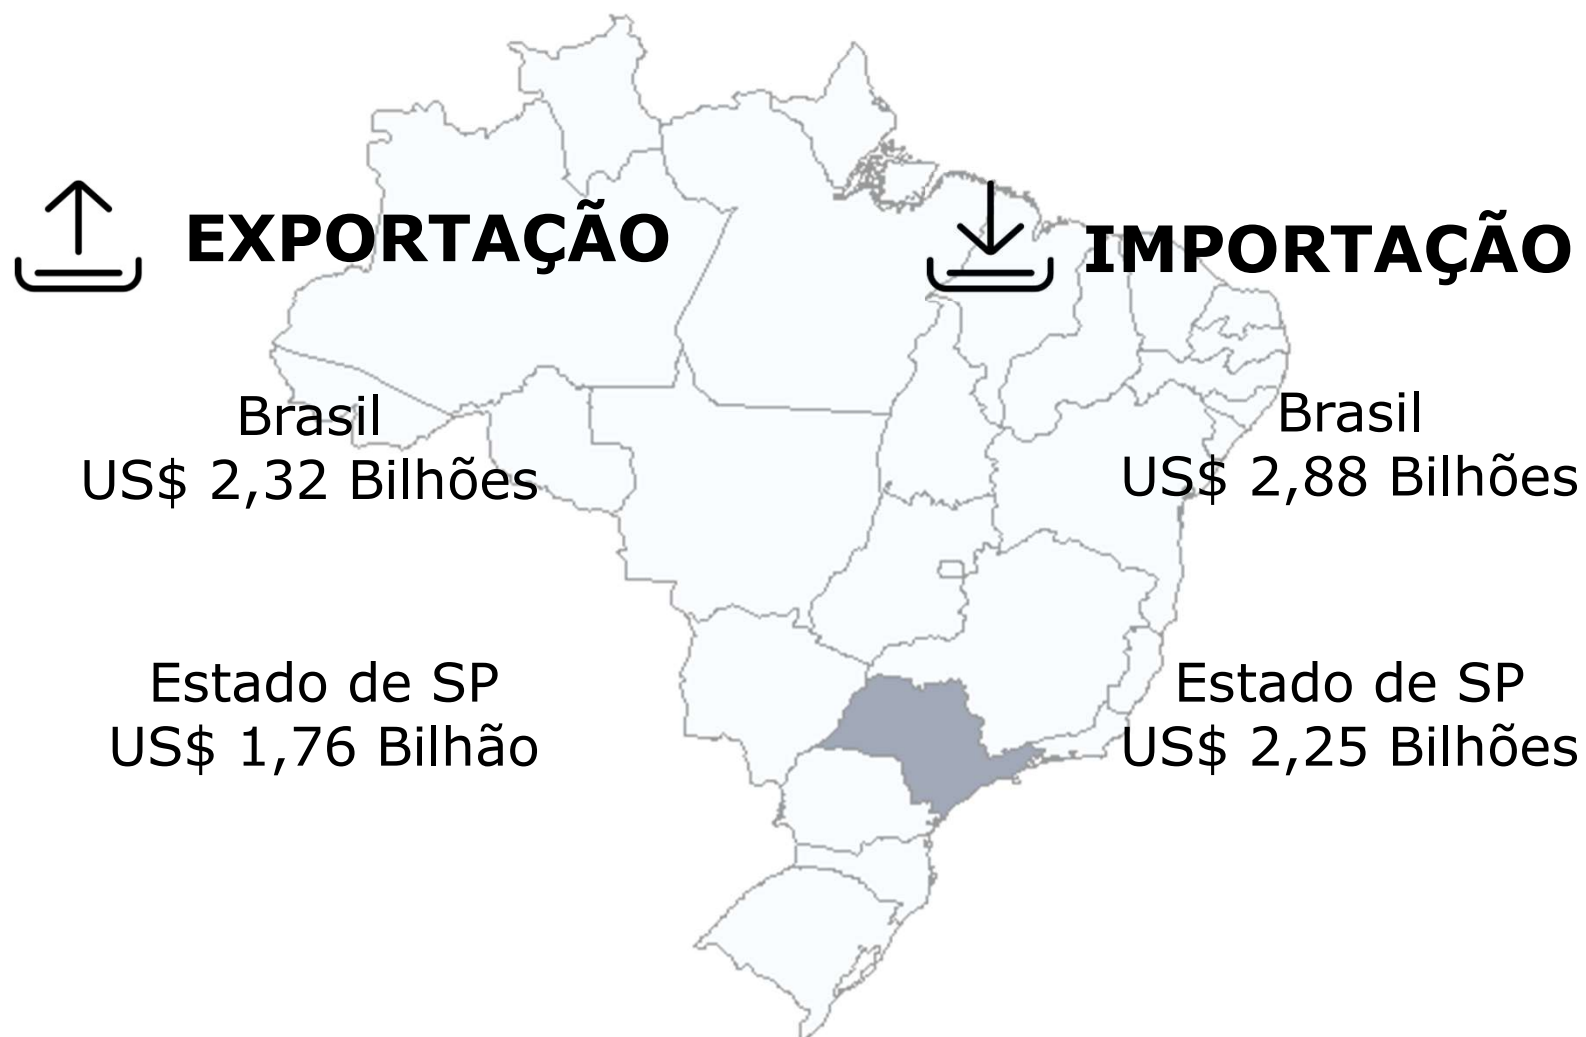 EXPORTAÇÃO
Brasil
US$ 2,32 Bilhões
Estado de SP
US$ 1,76 Bilhão
IMPORTAÇÃO
Brasil
US$ 2,88 Bilhões
Estado de SP
US$ 2,25 Bilhões